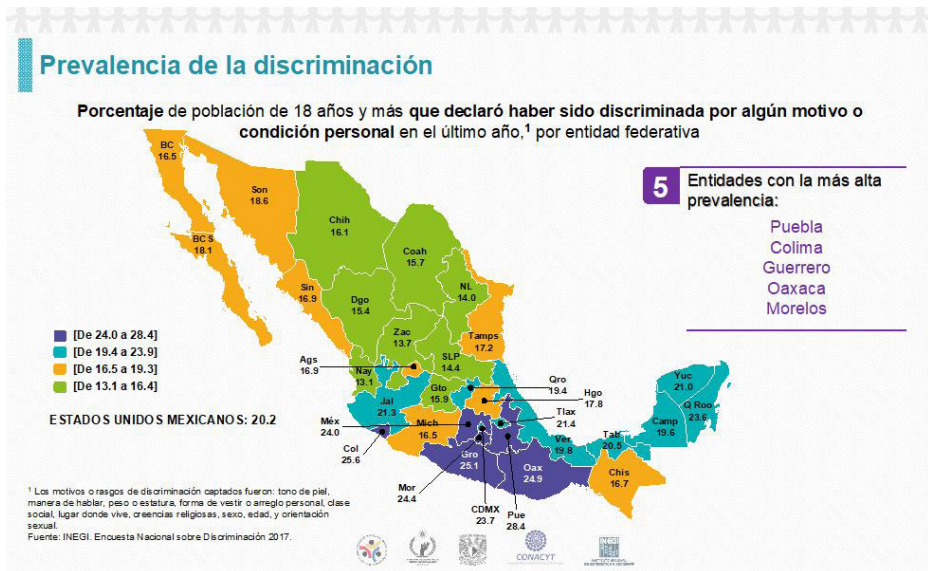 Prevalencia de la discriminación
Porcentaje de población de 18 años y más que declaró haber sido discriminada por algún motivo o
condición personal en el último año,¹ por entidad federativa
5
Entidades con la más alta
prevalencia:
Puebla
Colima
Guerrero
Oaxaca
Morelos
BC
16.5
Son
18.6
Chih
16.1
BCS
18.1
Coah
15.7
Sin
16.9
Dgo
15.4
NL
14.0
Zac
13.7
Tamps
17.2
SLP
14.4
[De 24.0 a 28.4]
[De 19.4 a 23.9]
[De 16.5 a 19.3]
[De 13.1 a 16.4]
Ags
16.9
Nay
13.1
Gto
15.9
Qro
19.4
Hgo
17.8
Tlax
21.4
Yuc
21.0
Q Roo
23.6
Camp
19.6
ESTADOS UNIDOS MEXICANOS: 20.2
Jal
21.3
Méx
24.0
Mich
16.5
Ver
19.8
Tab
20.5
Col
25.6
Gro
25.1
Oax
24.9
Chis
16.7
Mor
24.4
CDMX
23.7
Pue
28.4
¹ Los motivos o rasgos de discriminación captados fueron: tono de piel,
manera de hablar, peso o estatura, forma de vestir o arreglo personal, clase
social, lugar donde vive, creencias religiosas, sexo, edad, y orientación
sexual.
Fuente: INEGI. Encuesta Nacional sobre Discriminación 2017.
CONACYT
INEGI